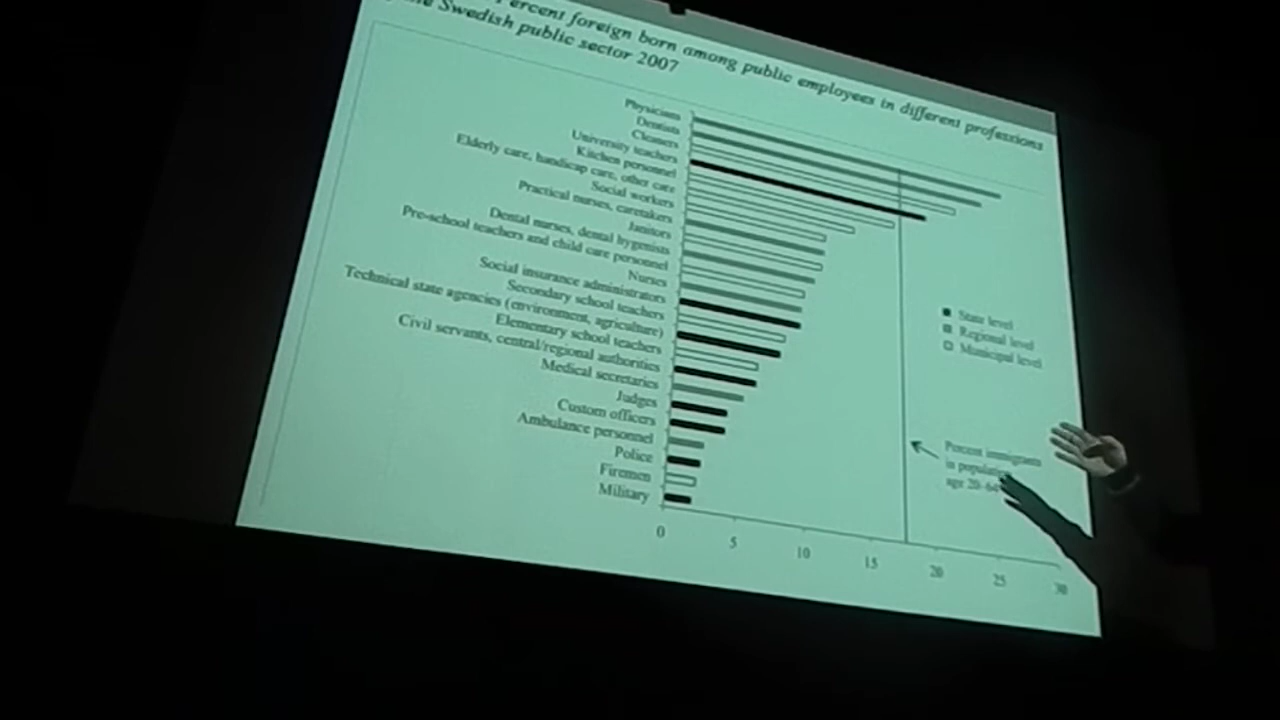 ercent foreign born among public employees in different professions
Swedish public sector 2007
Physicians
Dentists
Cleaners
University teachers
Kitchen personnel
Elderly care, handicap care, other care
Social workers
Practical nurses, caretakers
Janitors
Dental nurses, dental hygenists
Pre-school teachers and child care personnel
Nurses
Social insurance administrators
Secondary school teachers
Technical state agencies (environment, agriculture)
Elementary school teachers
Civil servants, central/regional authorities
Medical secretaries
Judges
Custom officers
Ambulance personnel
Police
Firemen
Military
State level
Regional level
Municipal level
Percent immigrants
in population
age 20-64
0 5 10 15 20 25 30